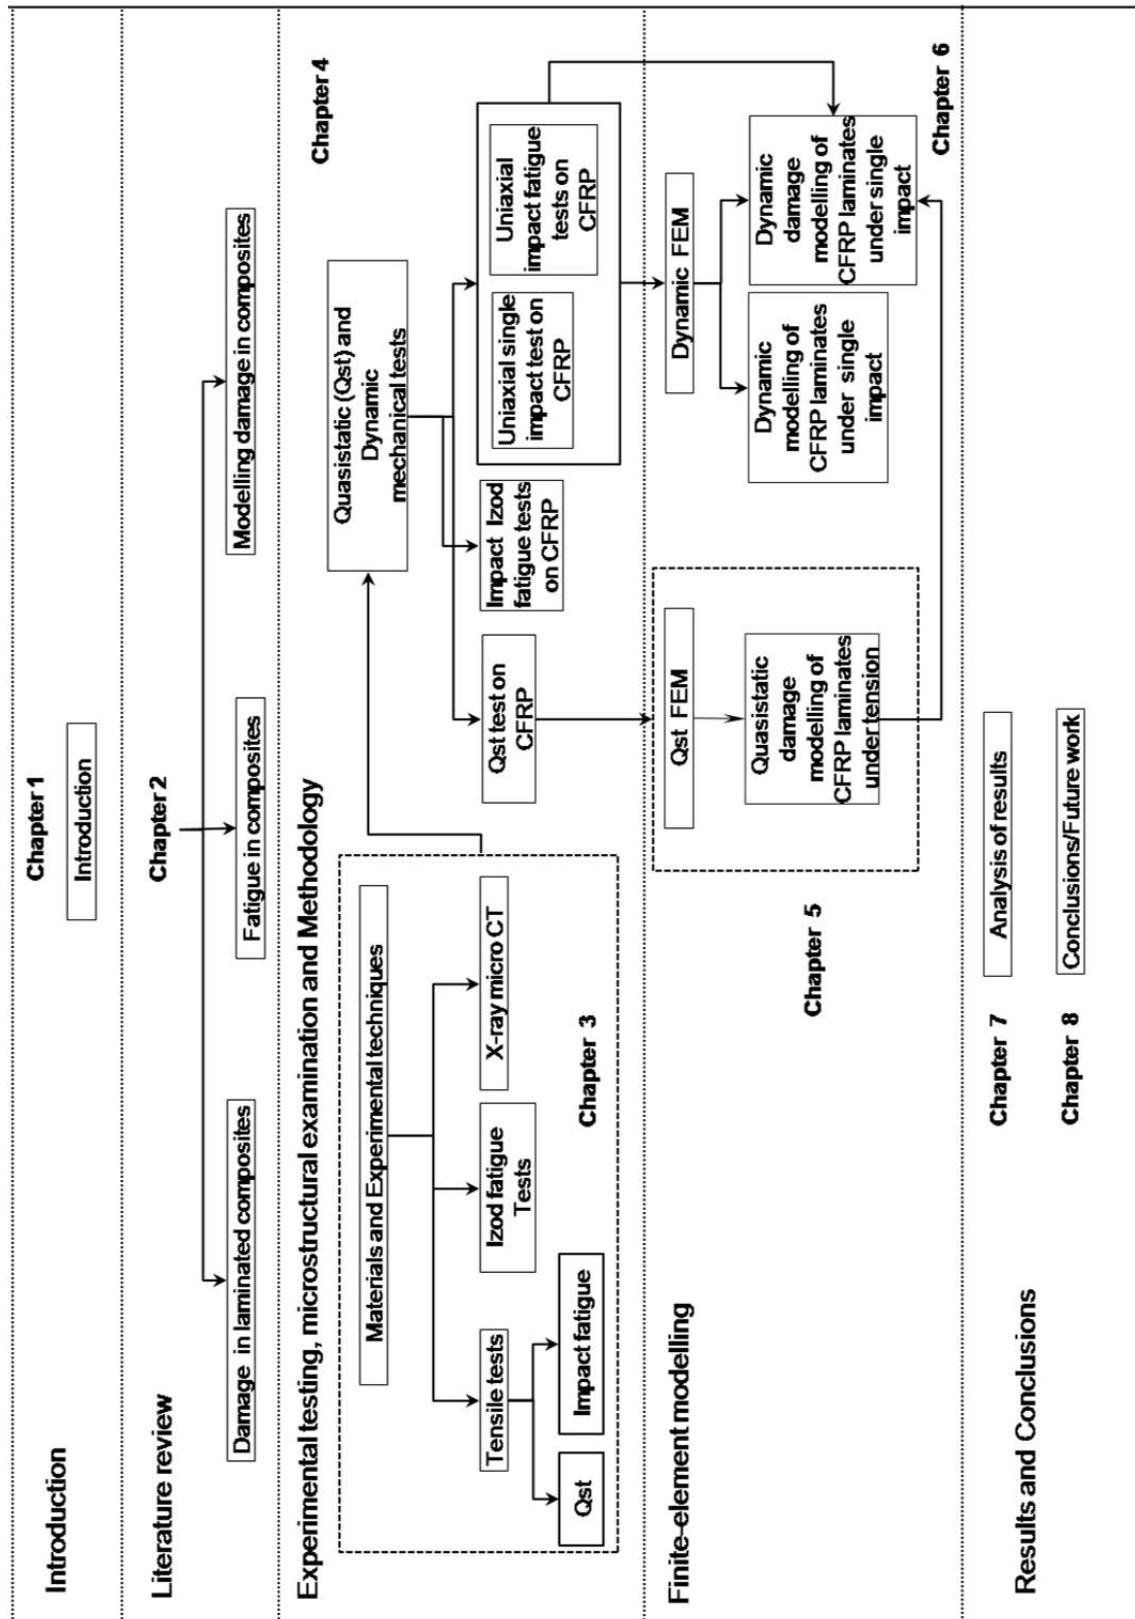 Introduction
Chapter 1
Introduction
Literature review
Chapter 2
Damage in laminated composites
Fatigue in composites
Modelling damage in composites
Experimental testing, microstructural examination and Methodology
Chapter 4
Materials and Experimental techniques
Quasistatic (Qst) and
Dynamic
mechanical tests
Tensile tests
Izod fatigue
Tests
X-ray micro CT
Qst
Impact fatigue
Chapter 3
Qst test on
CFRP
Impact Izod
fatigue tests
on CFRP
Uniaxial single
impact test on
CFRP
Uniaxial
impact fatigue
tests on
CFRP
Finite-element modelling
Qst FEM
Dynamic FEM
Quasistatic
damage
modelling of
CFRP laminates
under tension
Dynamic
modelling of
CFRP laminates
under single
impact
Dynamic
damage
modelling of
CFRP laminates
under single
impact
Chapter 5
Chapter 6
Results and Conclusions
Chapter 7
Analysis of results
Chapter 8
Conclusions/Future work